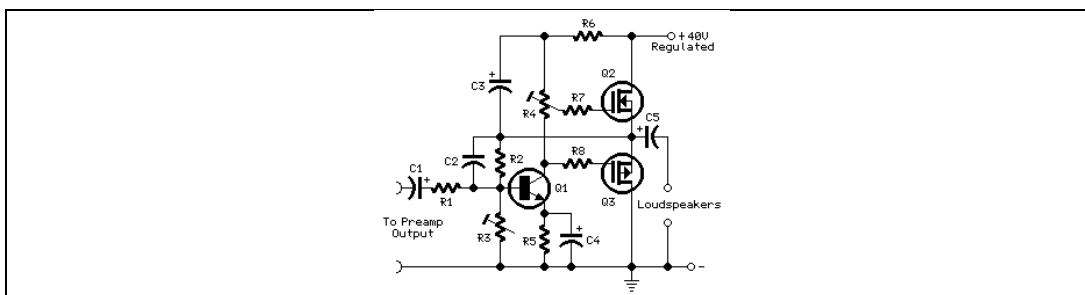 R6
+40V
Regulated
Q2
C3
+
R4
R7
C5
+
C2
R2
R8
C1
+
R1
Q1
Q3
To Preamp
Output
R3
R5
+
C4
Loudspeakers
-